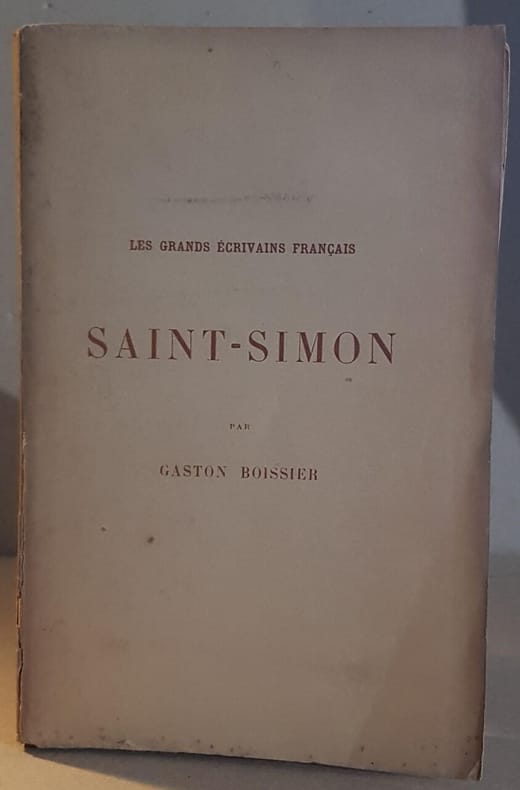 LES GRANDS ÉCRIVAINS FRANÇAIS
SAINT-SIMON
PAR
GASTON BOISSIER